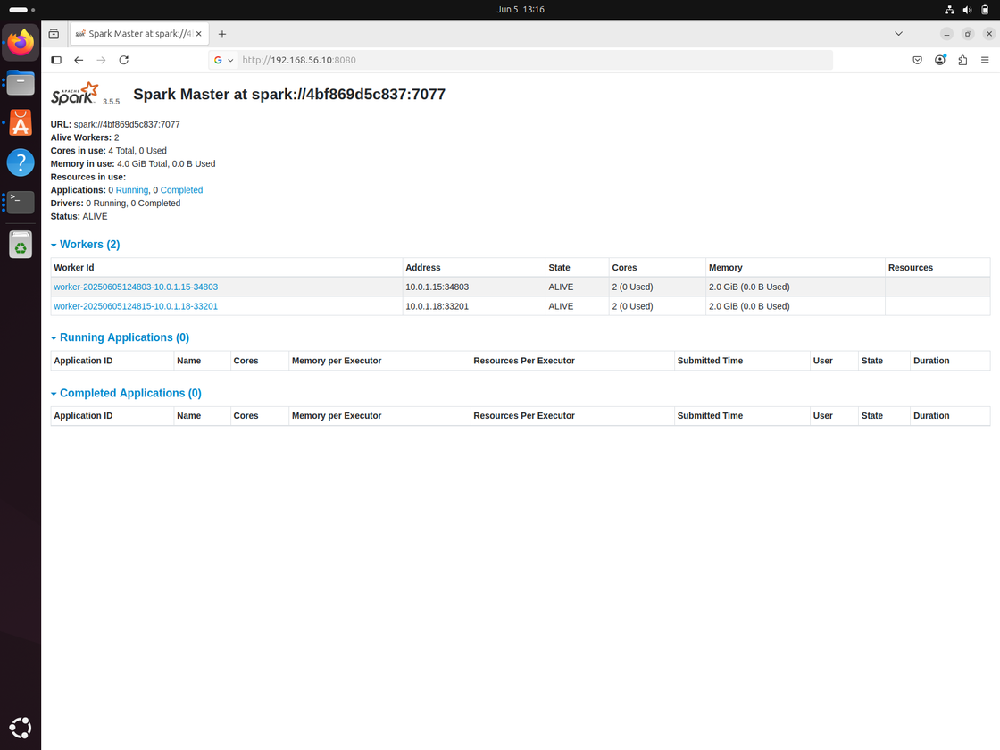 Jun 5 13:16
Spark Master at spark://4
http://192.168.56.10:8080
APACHE
Spark 3.5.5 Spark Master at spark://4bf869d5c837:7077
URL: spark://4bf869d5c837:7077
Alive Workers: 2
Cores in use: 4 Total, 0 Used
Memory in use: 4.0 GiB Total, 0.0 B Used
Resources in use:
Applications: 0 Running, 0 Completed
Drivers: 0 Running, 0 Completed
Status: ALIVE
Workers (2)
Worker Id Address State Cores Memory Resources
worker-20250605124803-10.0.1.15-34803 10.0.1.15:34803 ALIVE 2 (0 Used) 2.0 GiB (0.0 B Used)
worker-20250605124815-10.0.1.18-33201 10.0.1.18:33201 ALIVE 2 (0 Used) 2.0 GiB (0.0 B Used)
Running Applications (0)
Application ID Name Cores Memory per Executor Resources Per Executor Submitted Time User State Duration
Completed Applications (0)
Application ID Name Cores Memory per Executor Resources Per Executor Submitted Time User State Duration